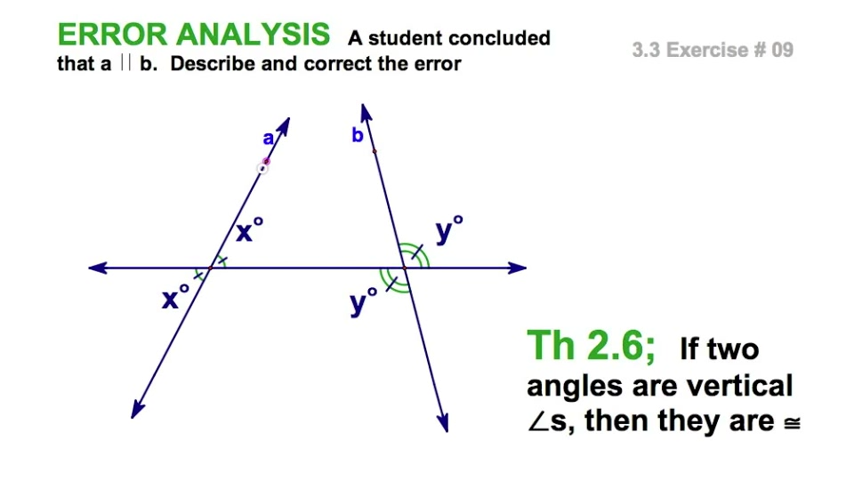 ERROR ANALYSIS A student concluded
that a || b. Describe and correct the error
3.3 Exercise # 09
a
b
x°
y°
x°
y°
Th 2.6; If two
angles are vertical
∠s, then they are ≅